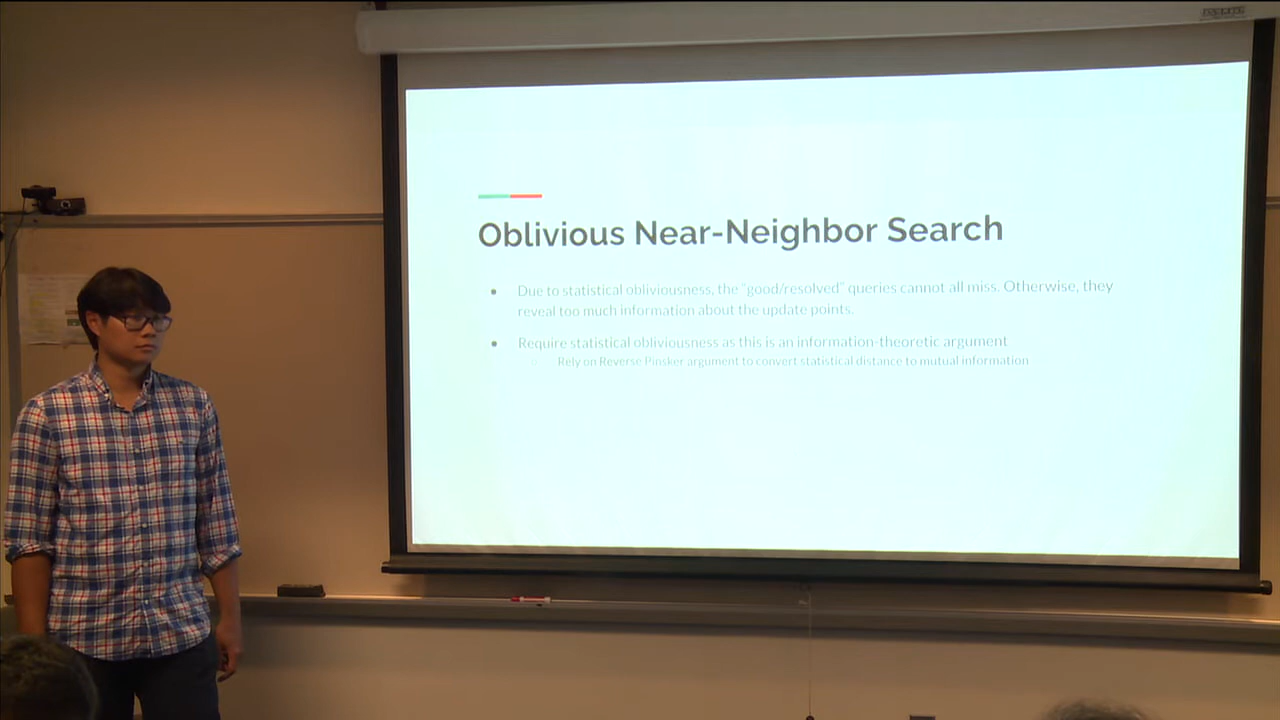 Oblivious Near-Neighbor Search
Due to statistical obliviousness, the "good/resolved" queries cannot all miss. Otherwise, they
reveal too much information about the update points.
Require statistical obliviousness as this is an information-theoretic argument
Rely on Reverse Pinsker argument to convert statistical distance to mutual information